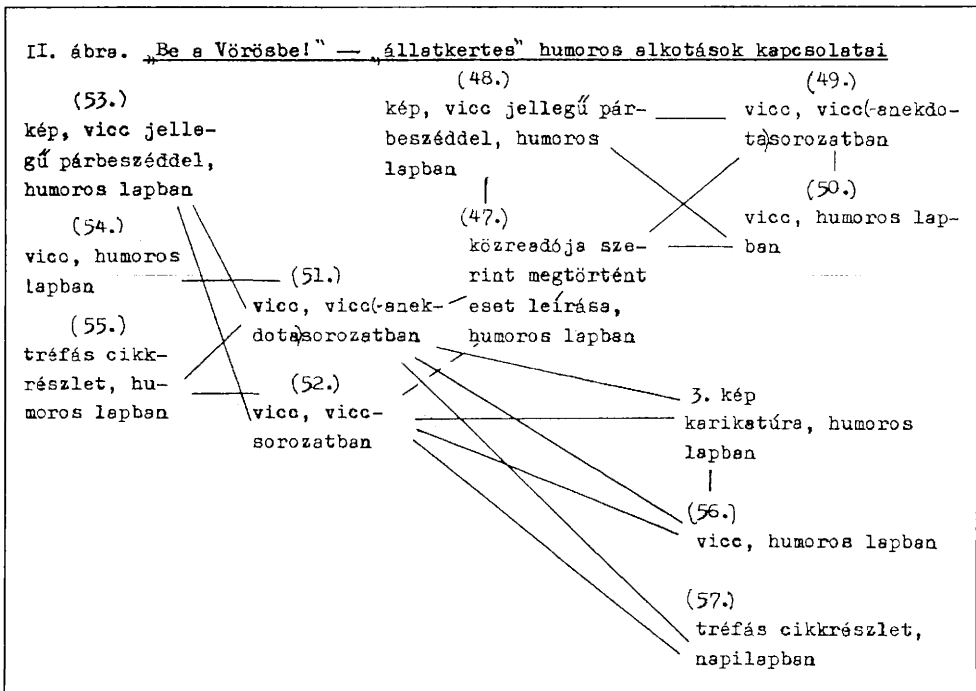 II. ábra. „Be a Vörösbe!" — „állatkertes" humoros alkotások kapcsolatai
(53.)
kép, vicc jelle-
gű párbeszéddel,
humoros lapban
(54.)
vicc, humoros
lapban
(55.)
tréfás cikk-
részlet, hu-
moros lapban
(51.)
vicc, vicc(-anek-
dota)sorozatban
(52.)
vicc, vicc-
sorozatban
(48.)
kép, vicc jellegű pár-
beszéddel, humoros
lapban
(47.)
közreadója sze-
rint megtörtént
eset leírása,
humoros lapban
(49.)
vicc, vicc(-anekdo-
ta)sorozatban
(50.)
vicc, humoros lap-
ban
3. kép
karikatúra, humoros
lapban
(56.)
vicc, humoros lapban
(57.)
tréfás cikkrészlet,
napilapban